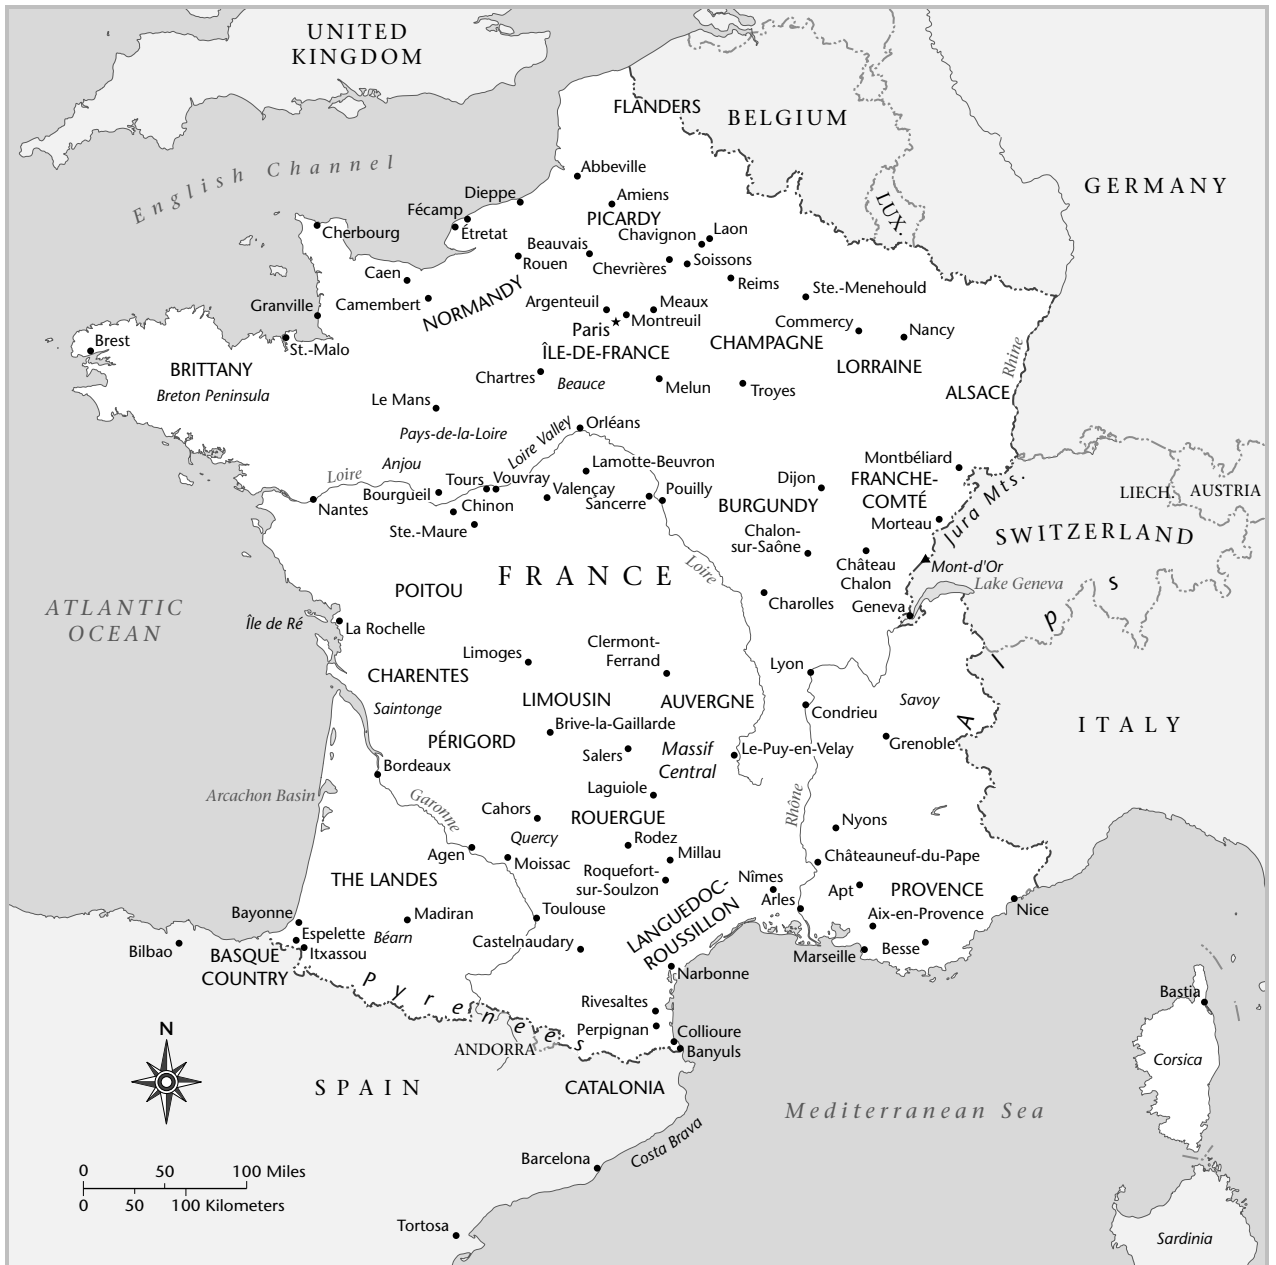 UNITED
KINGDOM
FLANDERS
BELGIUM
English Channel
Abbeville
GERMANY
Dieppe
Amiens
LUX.
Fécamp
PICARDY
Cherbourg
Étretat
Chavignon
Laon
Beauvais
Rouen
Chevrières
Soissons
Caen
Reims
Ste.-Menehould
Granville
Camembert
NORMANDY
Argenteuil
Meaux
Paris
Montreuil
Commercy
Nancy
Brest
St.-Malo
ÎLE-DE-FRANCE
CHAMPAGNE
Rhine
BRITTANY
LORRAINE
Breton Peninsula
Chartres
Beauce
Melun
Troyes
ALSACE
Le Mans
Pays-de-la-Loire
Loire Valley
Orléans
Anjou
Lamotte-Beuvron
Montbéliard
Loire
Tours
Vouvray
Dijon
FRANCHE-
COMTÉ
Bourgueil
Valençay
Pouilly
Sancerre
BURGUNDY
Jura Mts.
LIECH.
AUSTRIA
Nantes
Chinon
Morteau
Ste.-Maure
Chalon-
sur-Saône
SWITZERLAND
FRANCE
Loire
Château
Chalon
Mont-d'Or
Lake Geneva
POITOU
Charolles
Geneva
ATLANTIC
OCEAN
Île de Ré
La Rochelle
Alps
Clermont-
Ferrand
Limoges
Lyon
CHARENTES
LIMOUSIN
AUVERGNE
Savoy
Saintonge
Condrieu
ITALY
Brive-la-Gaillarde
PÉRIGORD
Salers
Massif
Central
Le-Puy-en-Velay
Grenoble
Bordeaux
Arcachon Basin
Garonne
Laguiole
Rhône
Cahors
ROUERGUE
Nyons
Quercy
Rodez
Agen
Moissac
Millau
Châteauneuf-du-Pape
THE LANDES
Roquefort-
sur-Soulzon
Nîmes
Apt
PROVENCE
Arles
Bayonne
Madiran
Toulouse
LANGUEDOC-
ROUSSILLON
Aix-en-Provence
Nice
Espelette
Béarn
Bilbao
Itxassou
Castelnaudary
Marseille
Besse
BASQUE
COUNTRY
Pyrenees
Narbonne
Bastia
Rivesaltes
Perpignan
Collioure
N
ANDORRA
Banyuls
Corsica
SPAIN
CATALONIA
Mediterranean Sea
Costa Brava
Barcelona
0 50 100 Miles
0 50 100 Kilometers
Tortosa
Sardinia